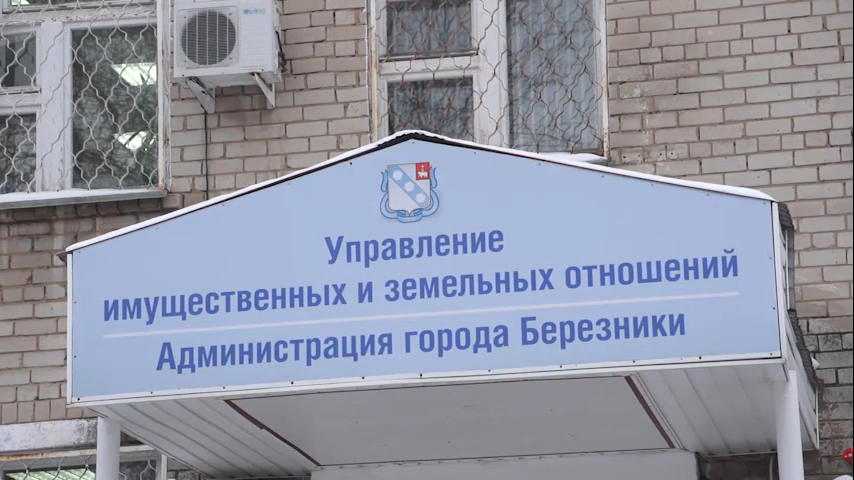 Управление
имущественных и земельных отношений
Администрация города Березники